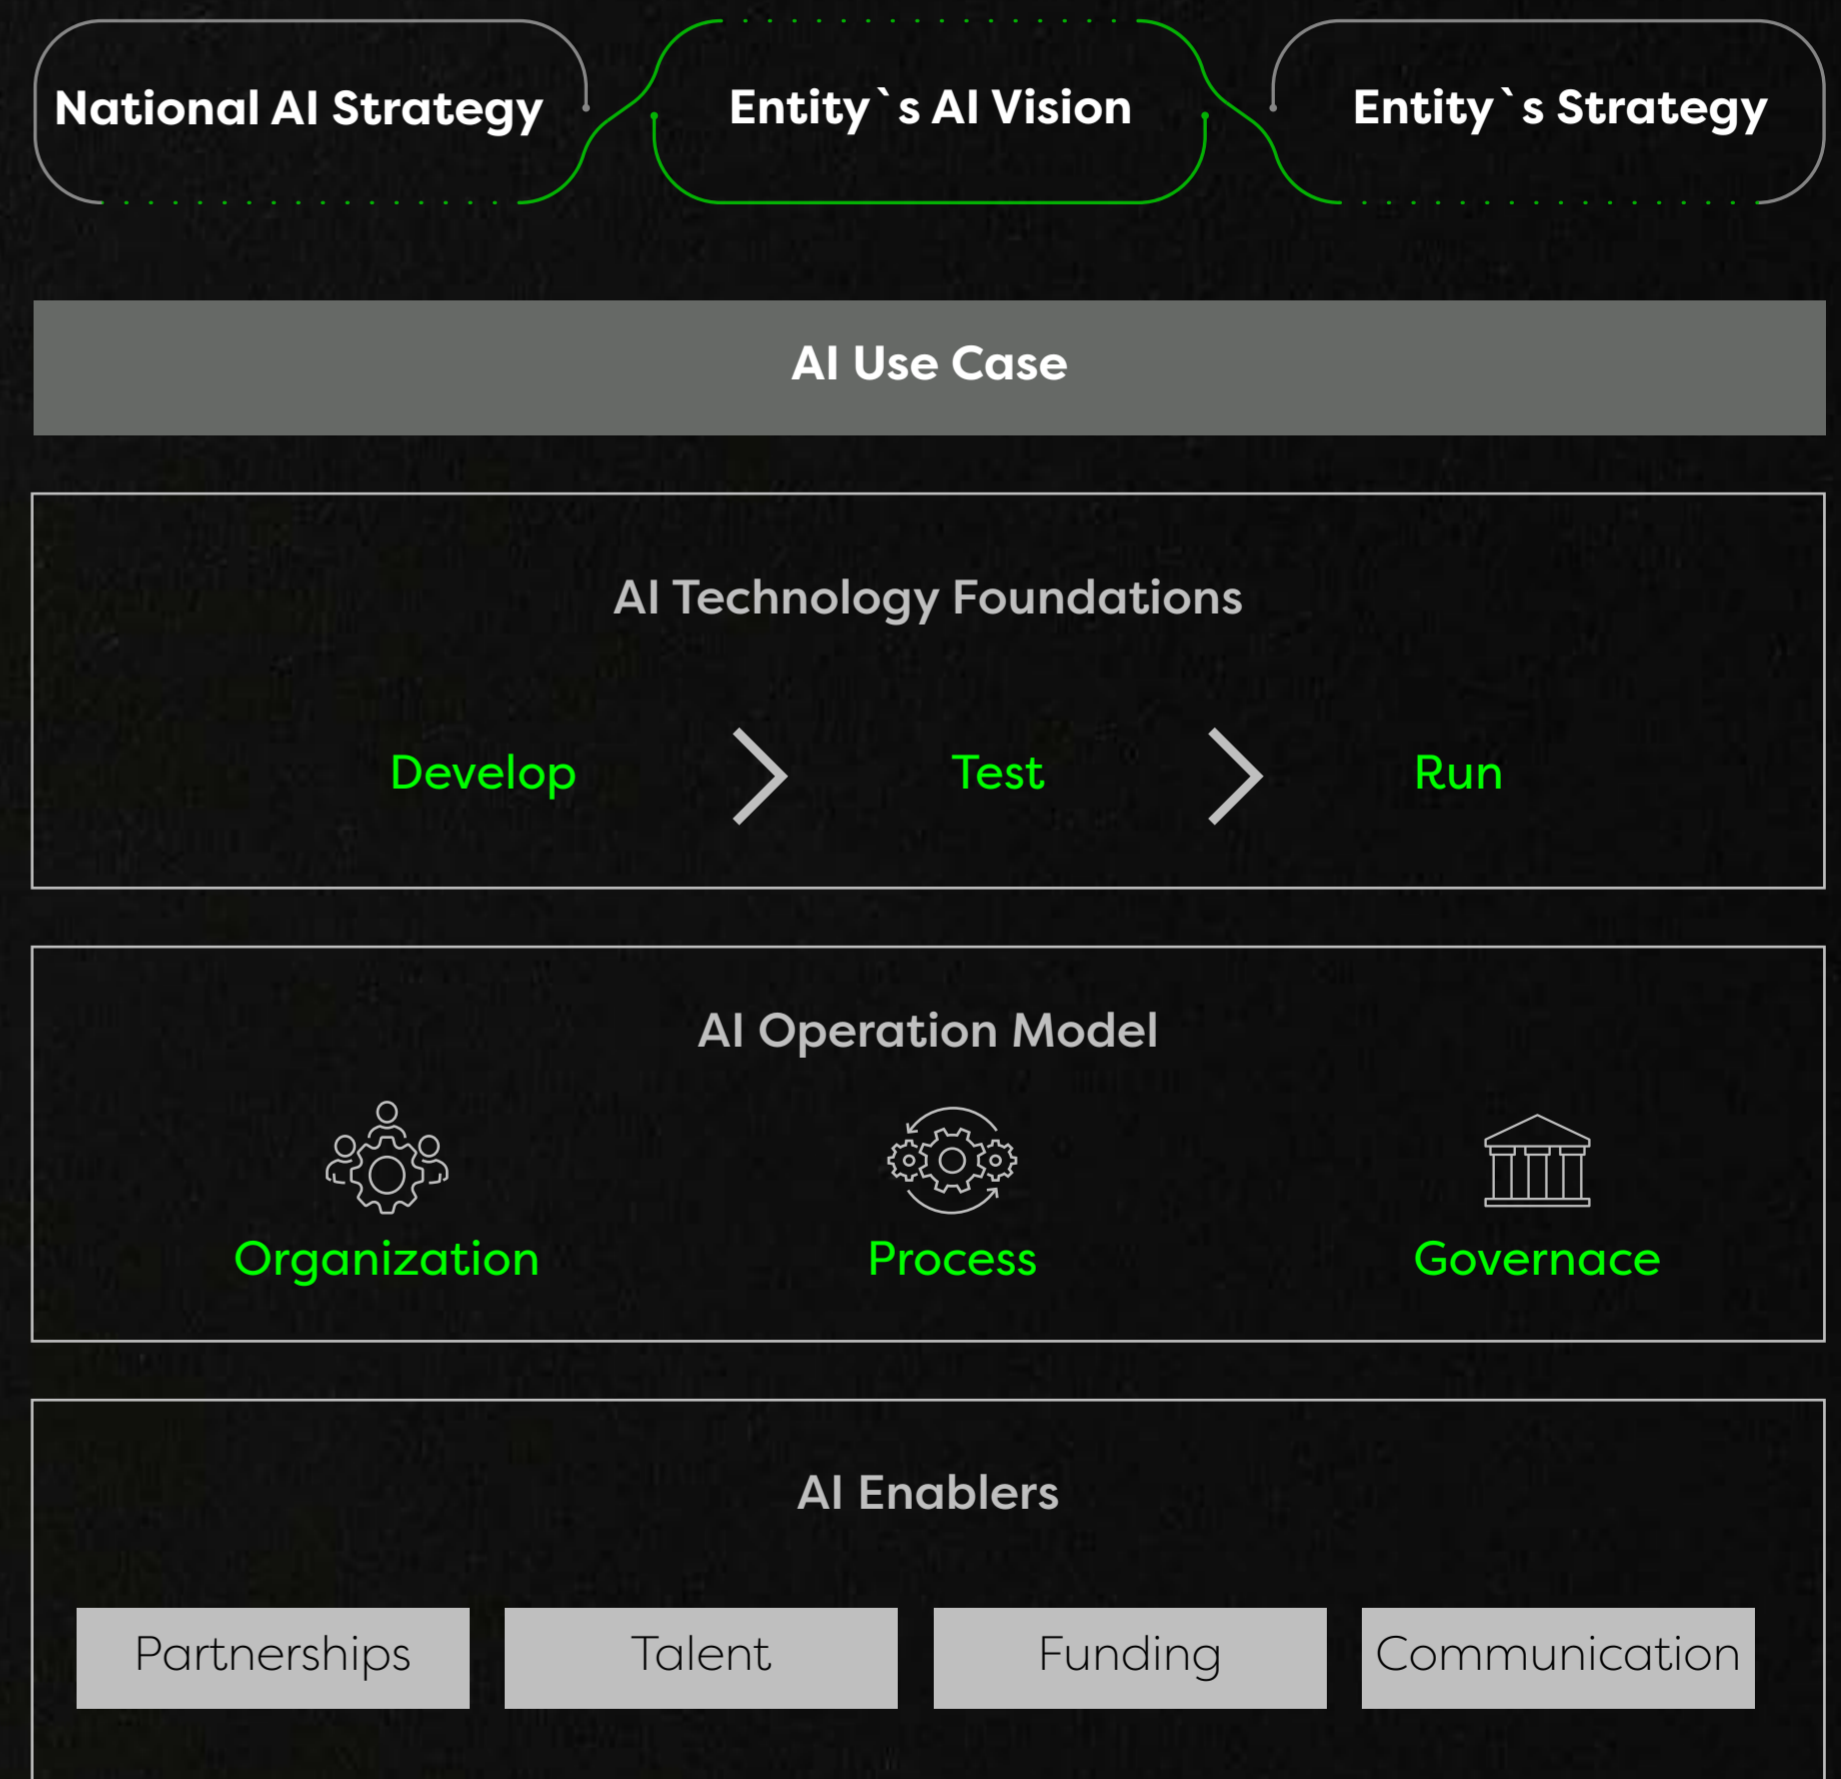 National AI Strategy
Entity`s AI Vision
Entity`s Strategy
AI Use Case
AI Technology Foundations
Develop
Test
Run
AI Operation Model
Organization
Process
Governace
AI Enablers
Partnerships
Talent
Funding
Communication